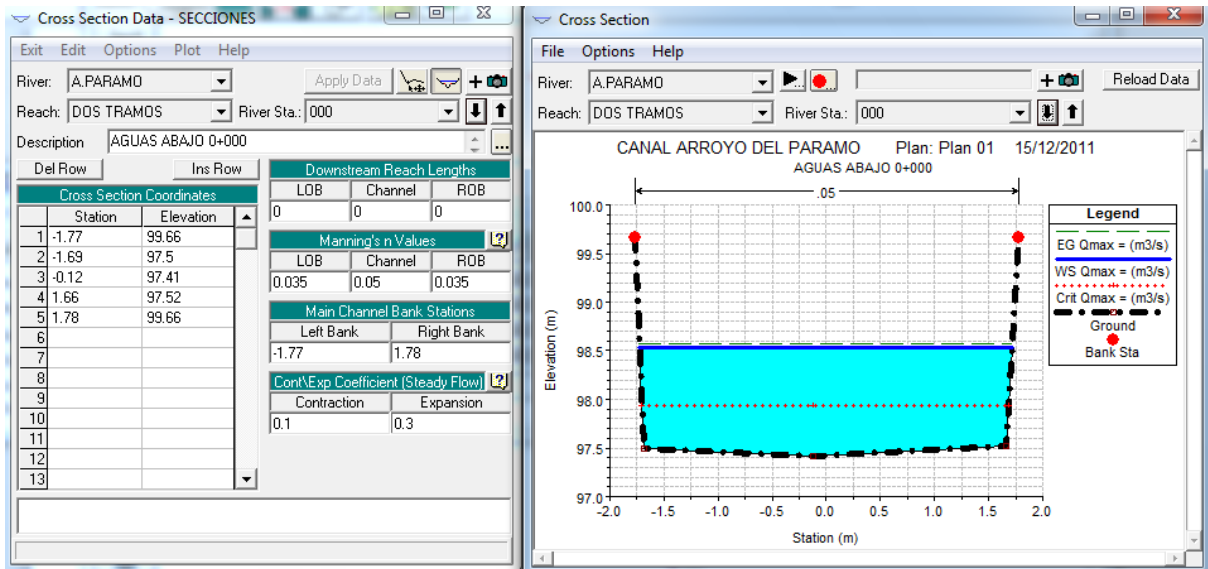 Cross Section Data - SECCIONES
Exit Edit Options Plot Help
River: A.PARAMO Apply Data
Reach: DOS TRAMOS River Sta.: 000
Description AGUAS ABAJO 0+000 ...
Del Row Ins Row
Cross Section Coordinates
Station Elevation
1 -1.77 99.66
2 -1.69 97.5
3 -0.12 97.41
4 1.66 97.52
5 1.78 99.66
6
7
8
9
10
11
12
13
Downstream Reach Lengths
LOB Channel ROB
0 0 0
Manning's n Values
LOB Channel ROB
0.035 0.05 0.035
Main Channel Bank Stations
Left Bank Right Bank
-1.77 1.78
Cont\Exp Coefficient (Steady Flow)
Contraction Expansion
0.1 0.3
Cross Section
File Options Help
River: A.PARAMO Reload Data
Reach: DOS TRAMOS River Sta.: 000
CANAL ARROYO DEL PARAMO Plan: Plan 01 15/12/2011
AGUAS ABAJO 0+000
.05
100.0
99.5
99.0
98.5
98.0
97.5
97.0
Elevation (m)
-2.0 -1.5 -1.0 -0.5 0.0 0.5 1.0 1.5 2.0
Station (m)
Legend
EG Qmax = (m3/s)
WS Qmax = (m3/s)
Crit Qmax = (m3/s)
Ground
Bank Sta